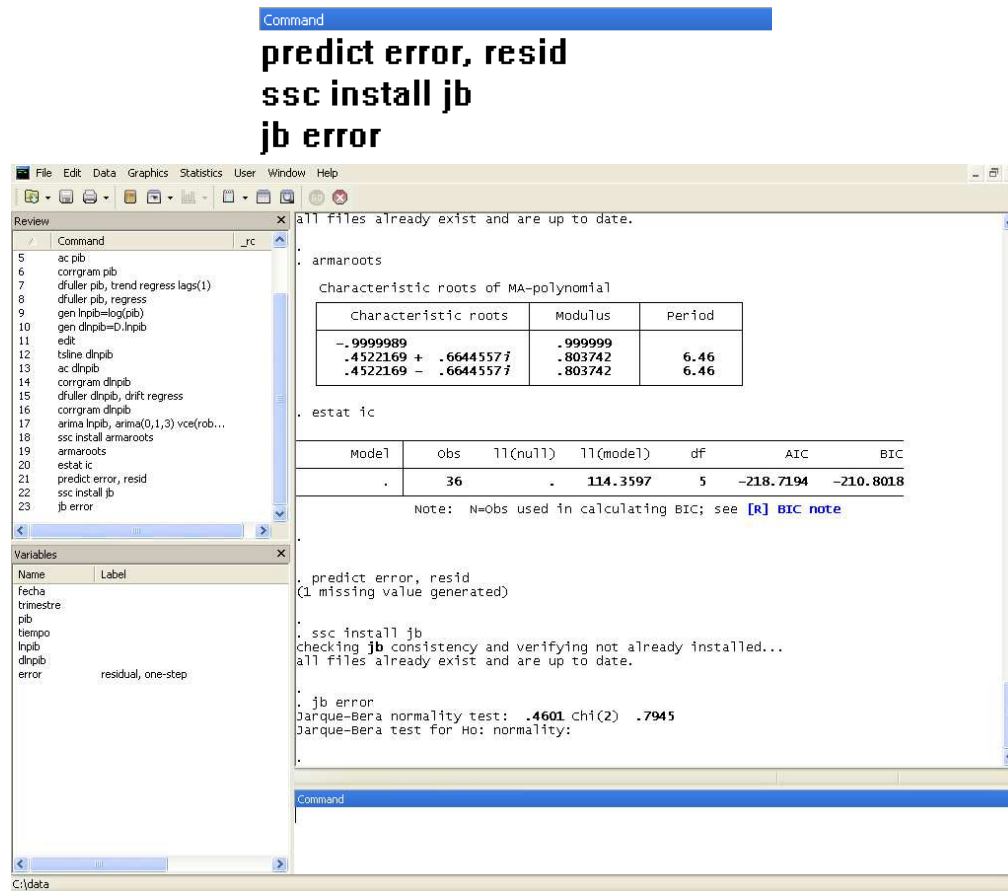 Command
predict error, resid
ssc install jb
jb error
File Edit Data Graphics Statistics User Window Help
Review
Command _rc
5 ac pib
6 corrgram pib
7 dfuller pib, trend regress lags(1)
8 dfuller pib, regress
9 gen lnpib=log(pib)
10 gen dlnpib=D.lnpib
11 edit
12 tsline dlnpib
13 ac dlnpib
14 corrgram dlnpib
15 dfuller dlnpib, drift regress
16 corrgram dlnpib
17 arima lnpib, arima(0,1,3) vce(rob...
18 ssc install armaroots
19 armaroots
20 estat ic
21 predict error, resid
22 ssc install jb
23 jb error
Variables
Name Label
fecha
trimestre
pib
tiempo
lnpib
dlnpib
error residual, one-step
all files already exist and are up to date.
.
. armaroots
Characteristic roots of MA-polynomial
Characteristic roots Modulus Period
-.9999989 .999999
.4522169 + .6644557i .803742 6.46
.4522169 - .6644557i .803742 6.46
. estat ic
Model Obs ll(null) ll(model) df AIC BIC
. 36 . 114.3597 5 -218.7194 -210.8018
Note: N=Obs used in calculating BIC; see [R] BIC note
.
. predict error, resid
(1 missing value generated)
.
. ssc install jb
checking jb consistency and verifying not already installed...
all files already exist and are up to date.
.
. jb error
Jarque-Bera normality test: .4601 Chi(2) .7945
Jarque-Bera test for Ho: normality:
.
Command
C:\data